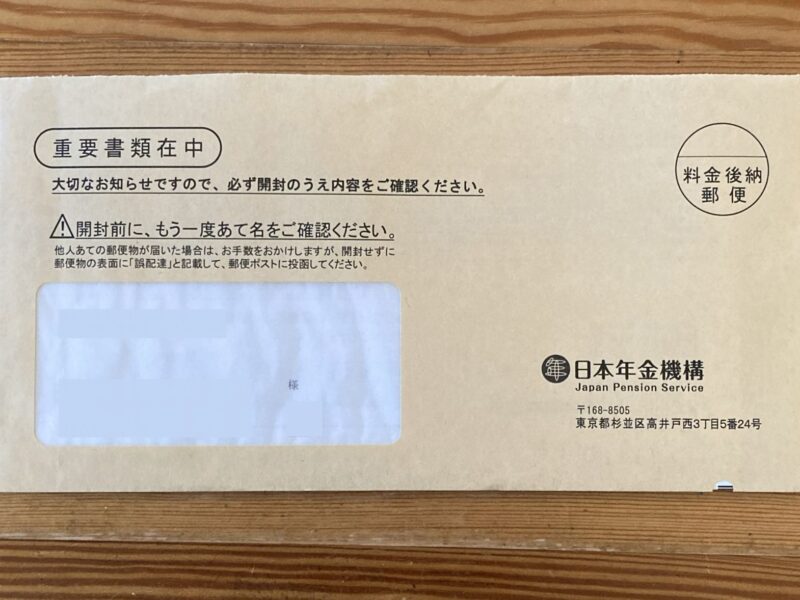 重要書類在中
大切なお知らせですので、必ず開封のうえ内容をご確認ください。
料金後納
郵便
開封前に、もう一度あて名をご確認ください。
他人あての郵便物が届いた場合は、お手数をおかけしますが、開封せずに
郵便物の表面に「誤配達」と記載して、郵便ポストに投函してください。
様
年
日本年金機構
Japan Pension Service
〒168-8505
東京都杉並区高井戸西3丁目5番24号